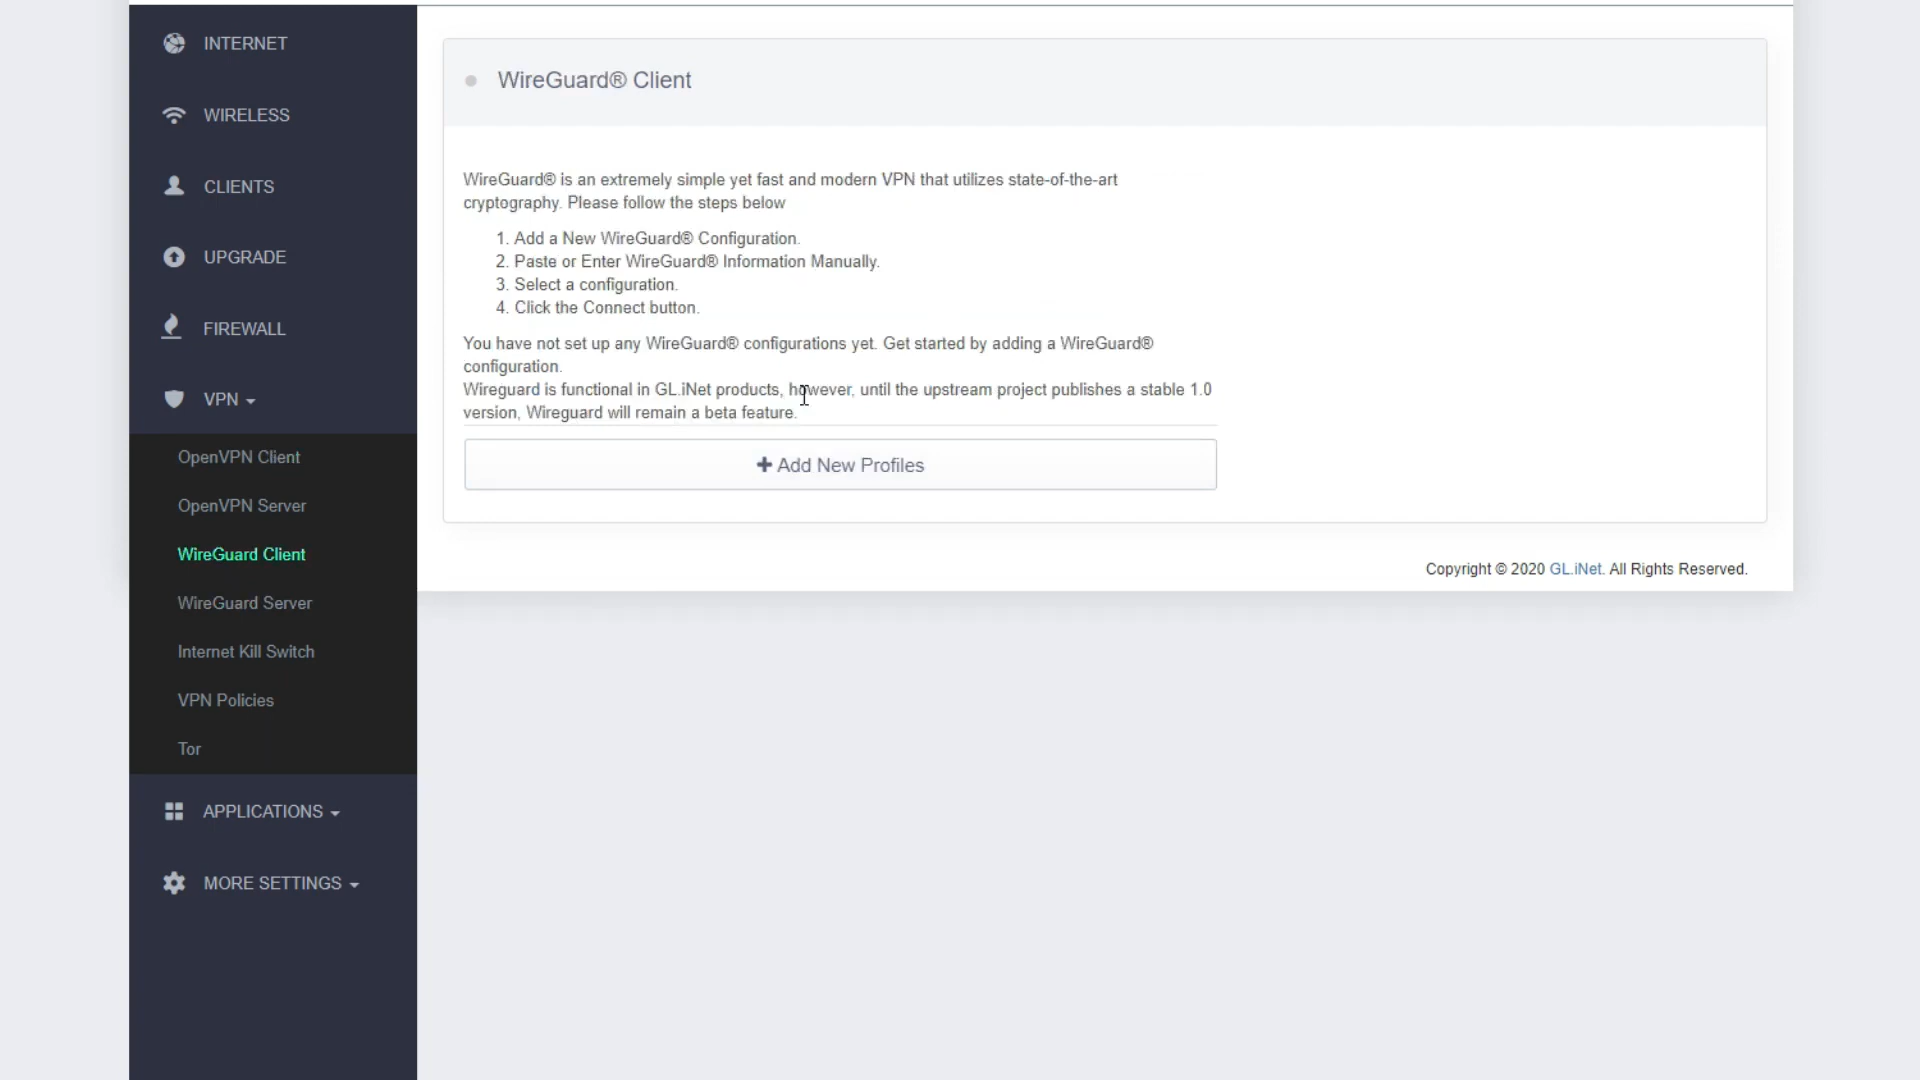 INTERNET
WIRELESS
CLIENTS
UPGRADE
FIREWALL
VPN
OpenVPN Client
OpenVPN Server
WireGuard Client
WireGuard Server
Internet Kill Switch
VPN Policies
Tor
APPLICATIONS
MORE SETTINGS
WireGuard® Client
WireGuard® is an extremely simple yet fast and modern VPN that utilizes state-of-the-art
cryptography. Please follow the steps below
1. Add a New WireGuard® Configuration.
2. Paste or Enter WireGuard® Information Manually.
3. Select a configuration.
4. Click the Connect button.
You have not set up any WireGuard® configurations yet. Get started by adding a WireGuard®
configuration.
Wireguard is functional in GL.iNet products, however, until the upstream project publishes a stable 1.0
version, Wireguard will remain a beta feature.
Add New Profiles
Copyright © 2020 GL.iNet. All Rights Reserved.